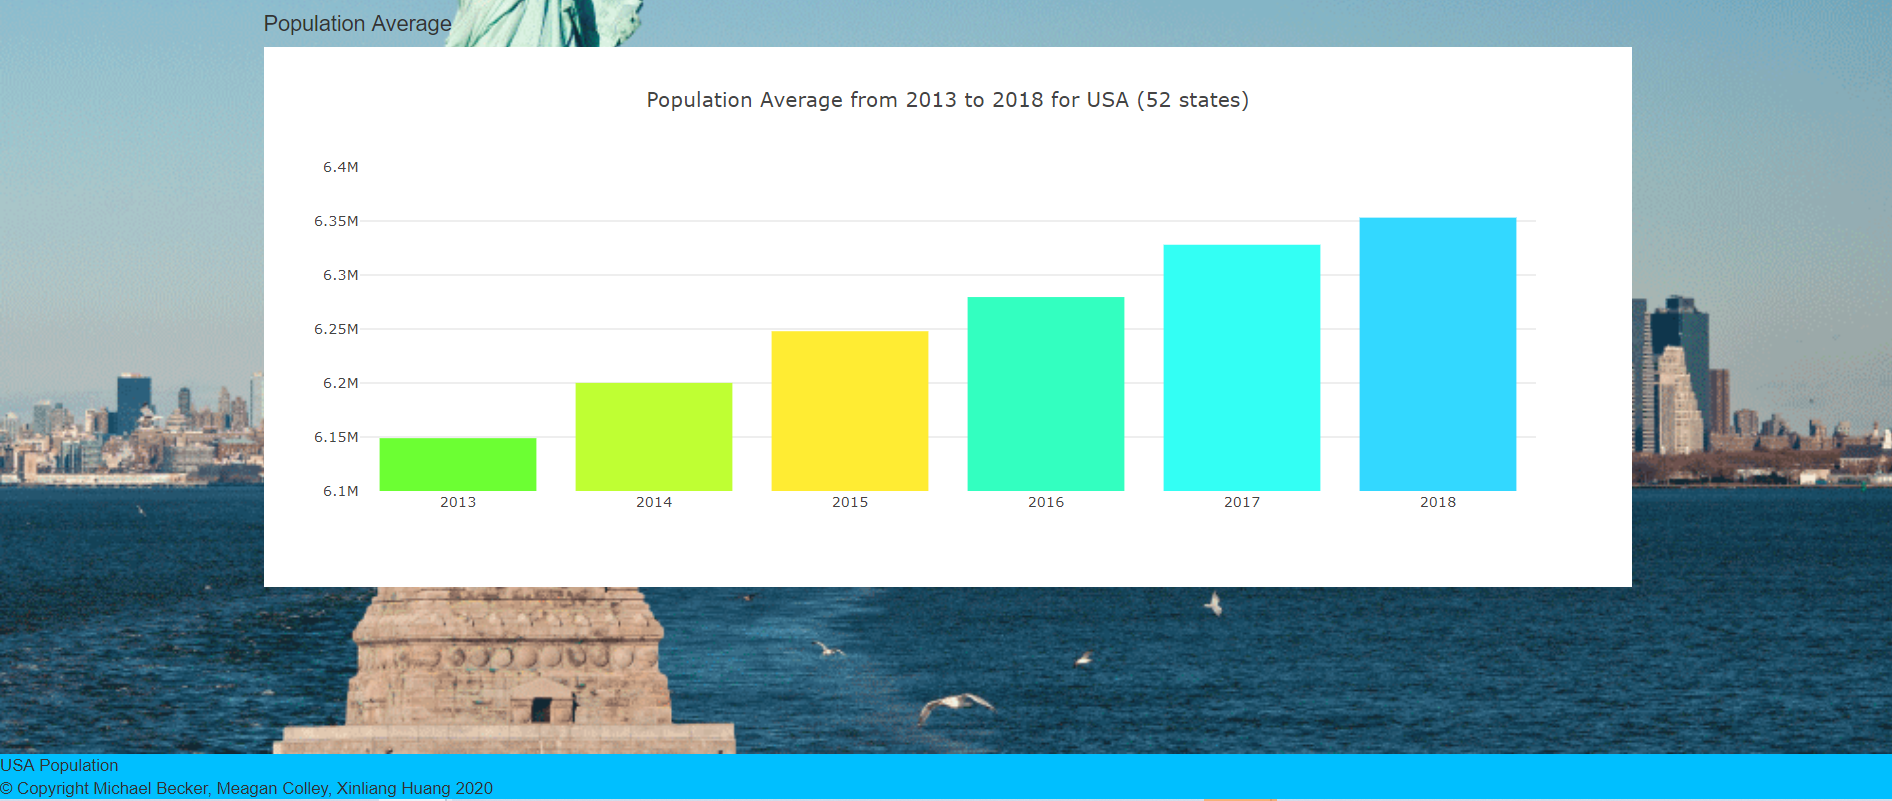 Population Average
Population Average from 2013 to 2018 for USA (52 states)
6.4M
6.35M
6.3M
6.25M
6.2M
6.15M
6.1M
2013 2014 2015 2016 2017 2018
USA Population
© Copyright Michael Becker, Meagan Colley, Xinliang Huang 2020